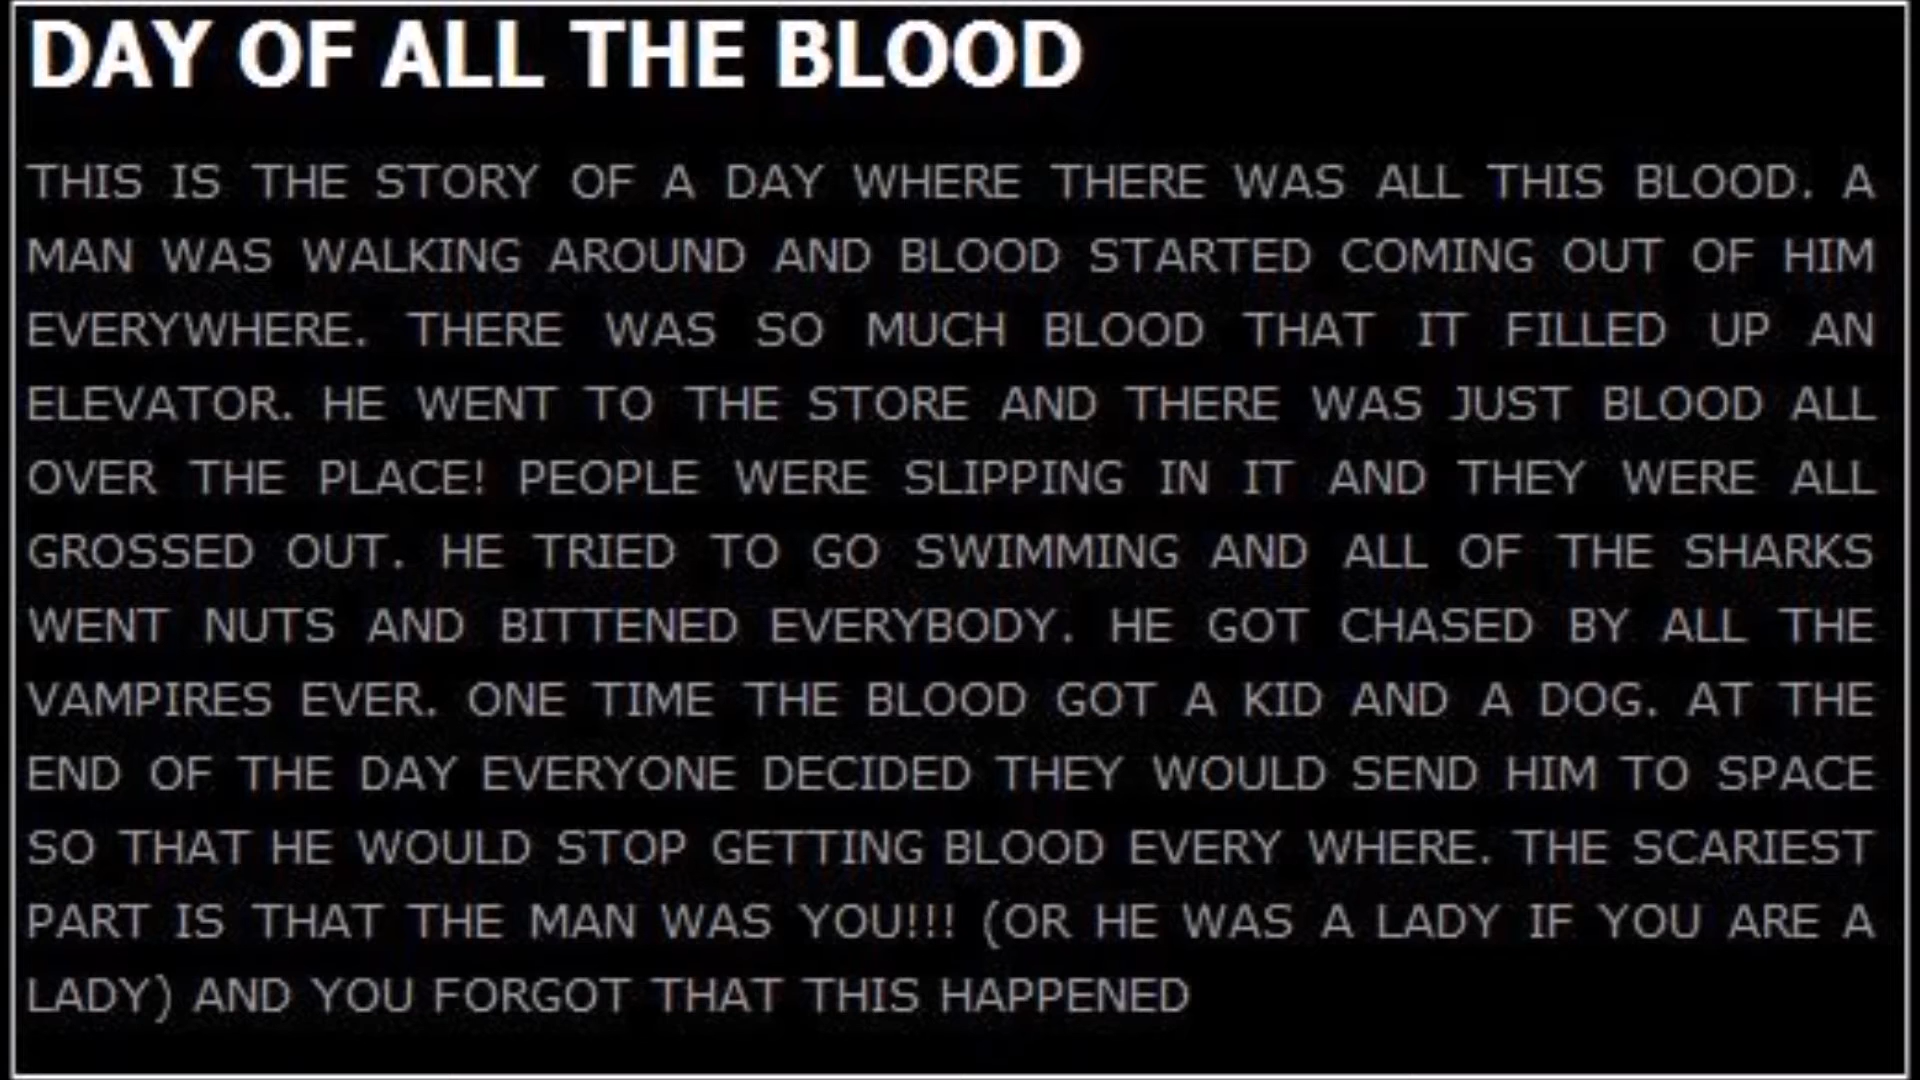 DAY OF ALL THE BLOOD
THIS IS THE STORY OF A DAY WHERE THERE WAS ALL THIS BLOOD. A
MAN WAS WALKING AROUND AND BLOOD STARTED COMING OUT OF HIM
EVERYWHERE. THERE WAS SO MUCH BLOOD THAT IT FILLED UP AN
ELEVATOR. HE WENT TO THE STORE AND THERE WAS JUST BLOOD ALL
OVER THE PLACE! PEOPLE WERE SLIPPING IN IT AND THEY WERE ALL
GROSSED OUT. HE TRIED TO GO SWIMMING AND ALL OF THE SHARKS
WENT NUTS AND BITTENED EVERYBODY. HE GOT CHASED BY ALL THE
VAMPIRES EVER. ONE TIME THE BLOOD GOT A KID AND A DOG. AT THE
END OF THE DAY EVERYONE DECIDED THEY WOULD SEND HIM TO SPACE
SO THAT HE WOULD STOP GETTING BLOOD EVERY WHERE. THE SCARIEST
PART IS THAT THE MAN WAS YOU!!! (OR HE WAS A LADY IF YOU ARE A
LADY) AND YOU FORGOT THAT THIS HAPPENED